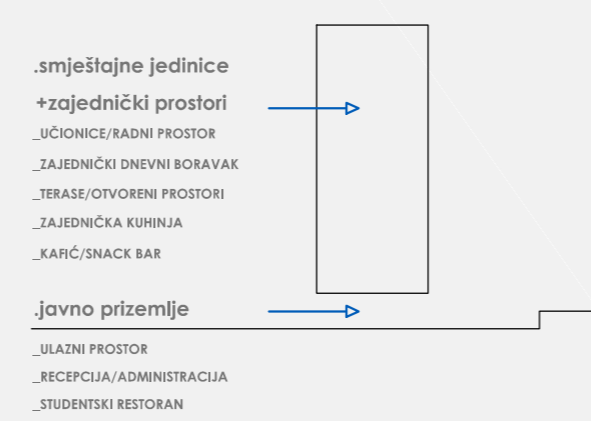 .smještajne jedinice
+zajednički prostori
_UČIONICE/RADNI PROSTOR
_ZAJEDNIČKI DNEVNI BORAVAK
_TERASE/OTVORENI PROSTORI
_ZAJEDNIČKA KUHINJA
_KAFIĆ/SNACK BAR
.javno prizemlje
_ULAZNI PROSTOR
_RECEPCIJA/ADMINISTRACIJA
_STUDENTSKI RESTORAN